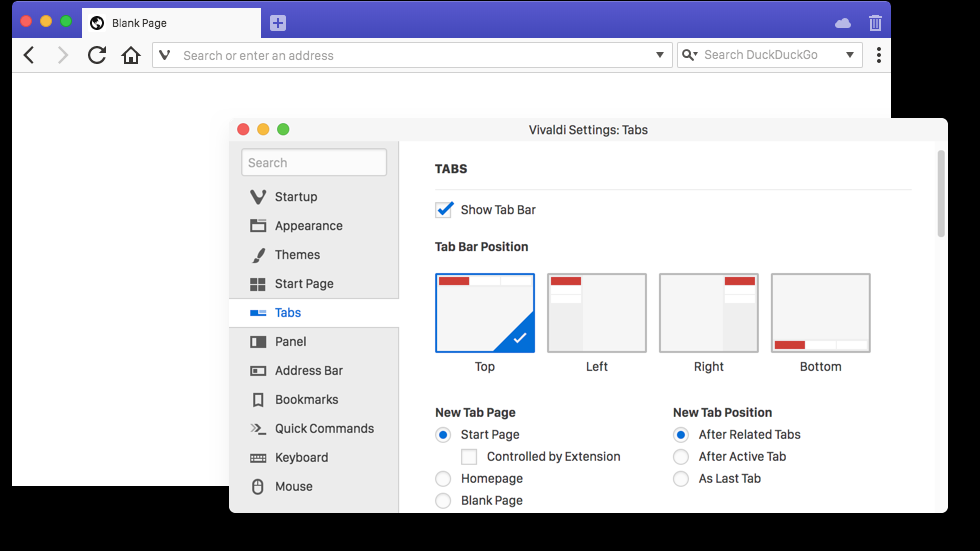 Blank Page
Search or enter an address
Search DuckDuckGo
Vivaldi Settings: Tabs
Search
Startup
Appearance
Themes
Start Page
Tabs
Panel
Address Bar
Bookmarks
Quick Commands
Keyboard
Mouse
TABS
Show Tab Bar
Tab Bar Position
Top Left Right Bottom
New Tab Page
Start Page
Controlled by Extension
Homepage
Blank Page
New Tab Position
After Related Tabs
After Active Tab
As Last Tab